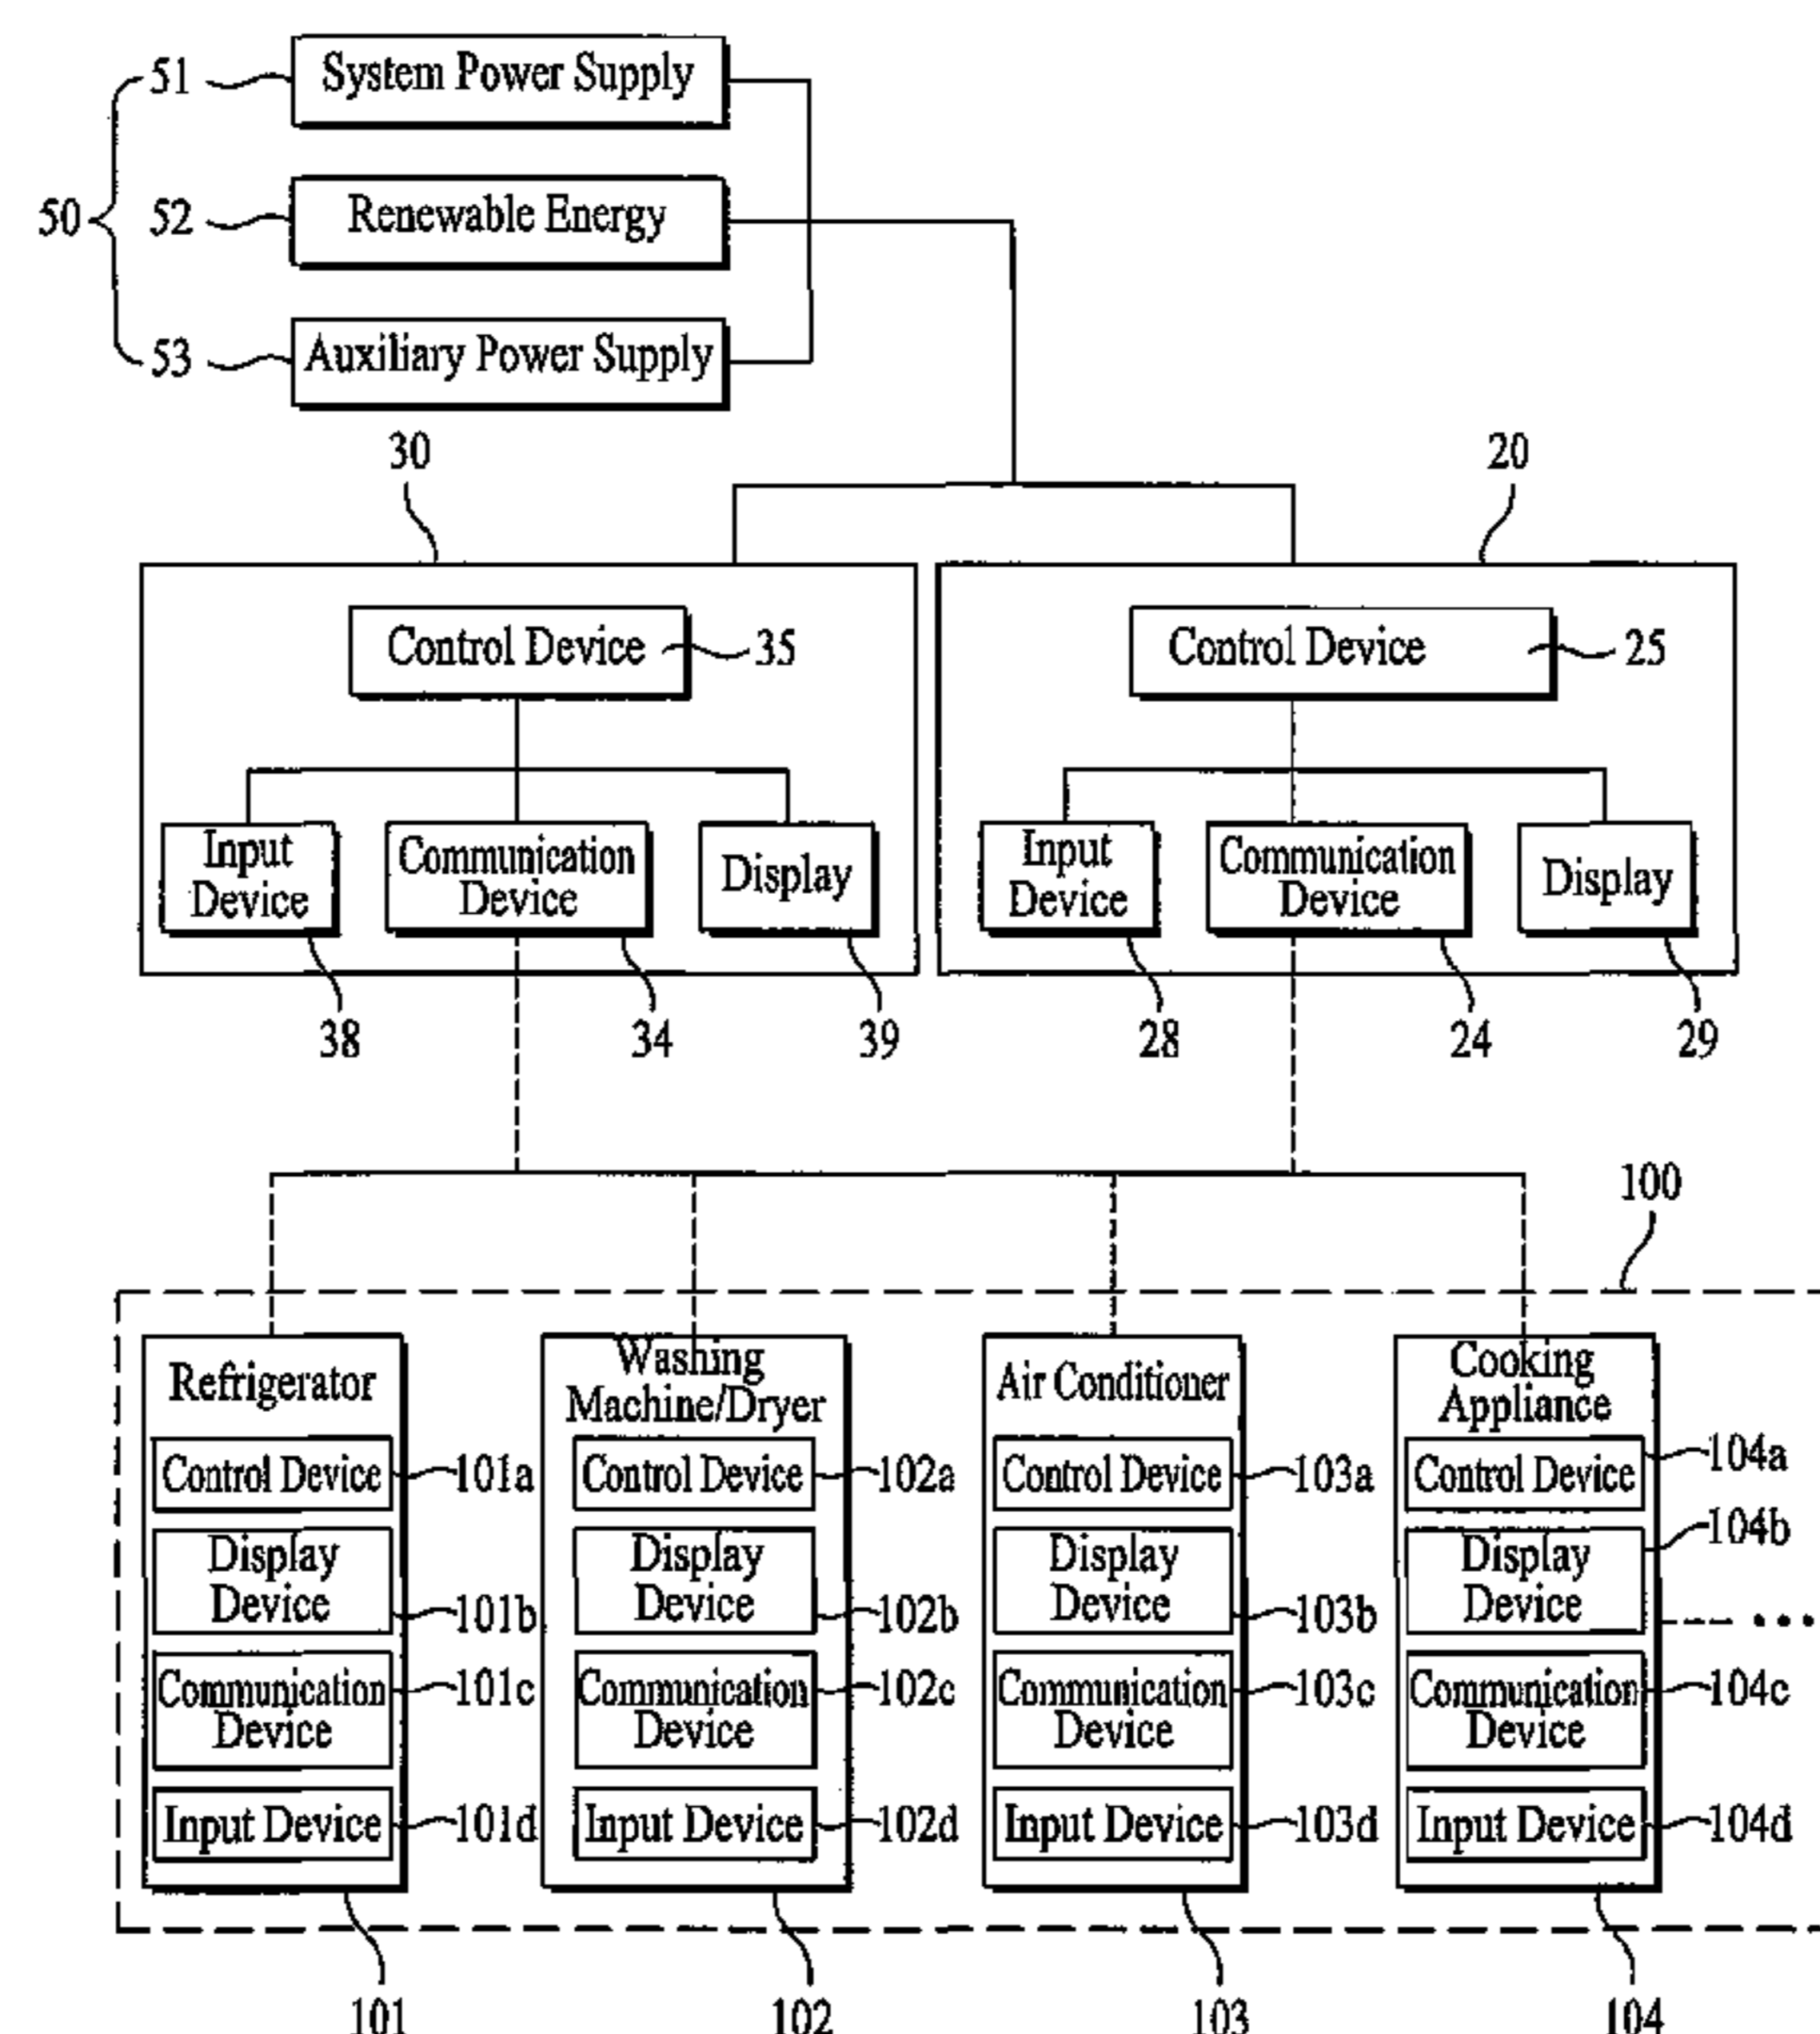 51
System Power Supply
50
52
Renewable Energy
53
Auxiliary Power Supply
30
20
Control Device
35
Control Device
25
Input
Device
Communication
Device
Display
Input
Device
Communication
Device
Display
38
34
39
28
24
29
100
Refrigerator
Control Device
101a
Display
Device
101b
Communication
Device
101c
Input Device
101d
Washing
Machine/Dryer
Control Device
102a
Display
Device
102b
Communication
Device
102c
Input Device
102d
Air Conditioner
Control Device
103a
Display
Device
103b
Communication
Device
103c
Input Device
103d
Cooking
Appliance
Control Device
104a
Display
Device
104b
Communication
Device
104c
Input Device
104d
...
101
102
103
104